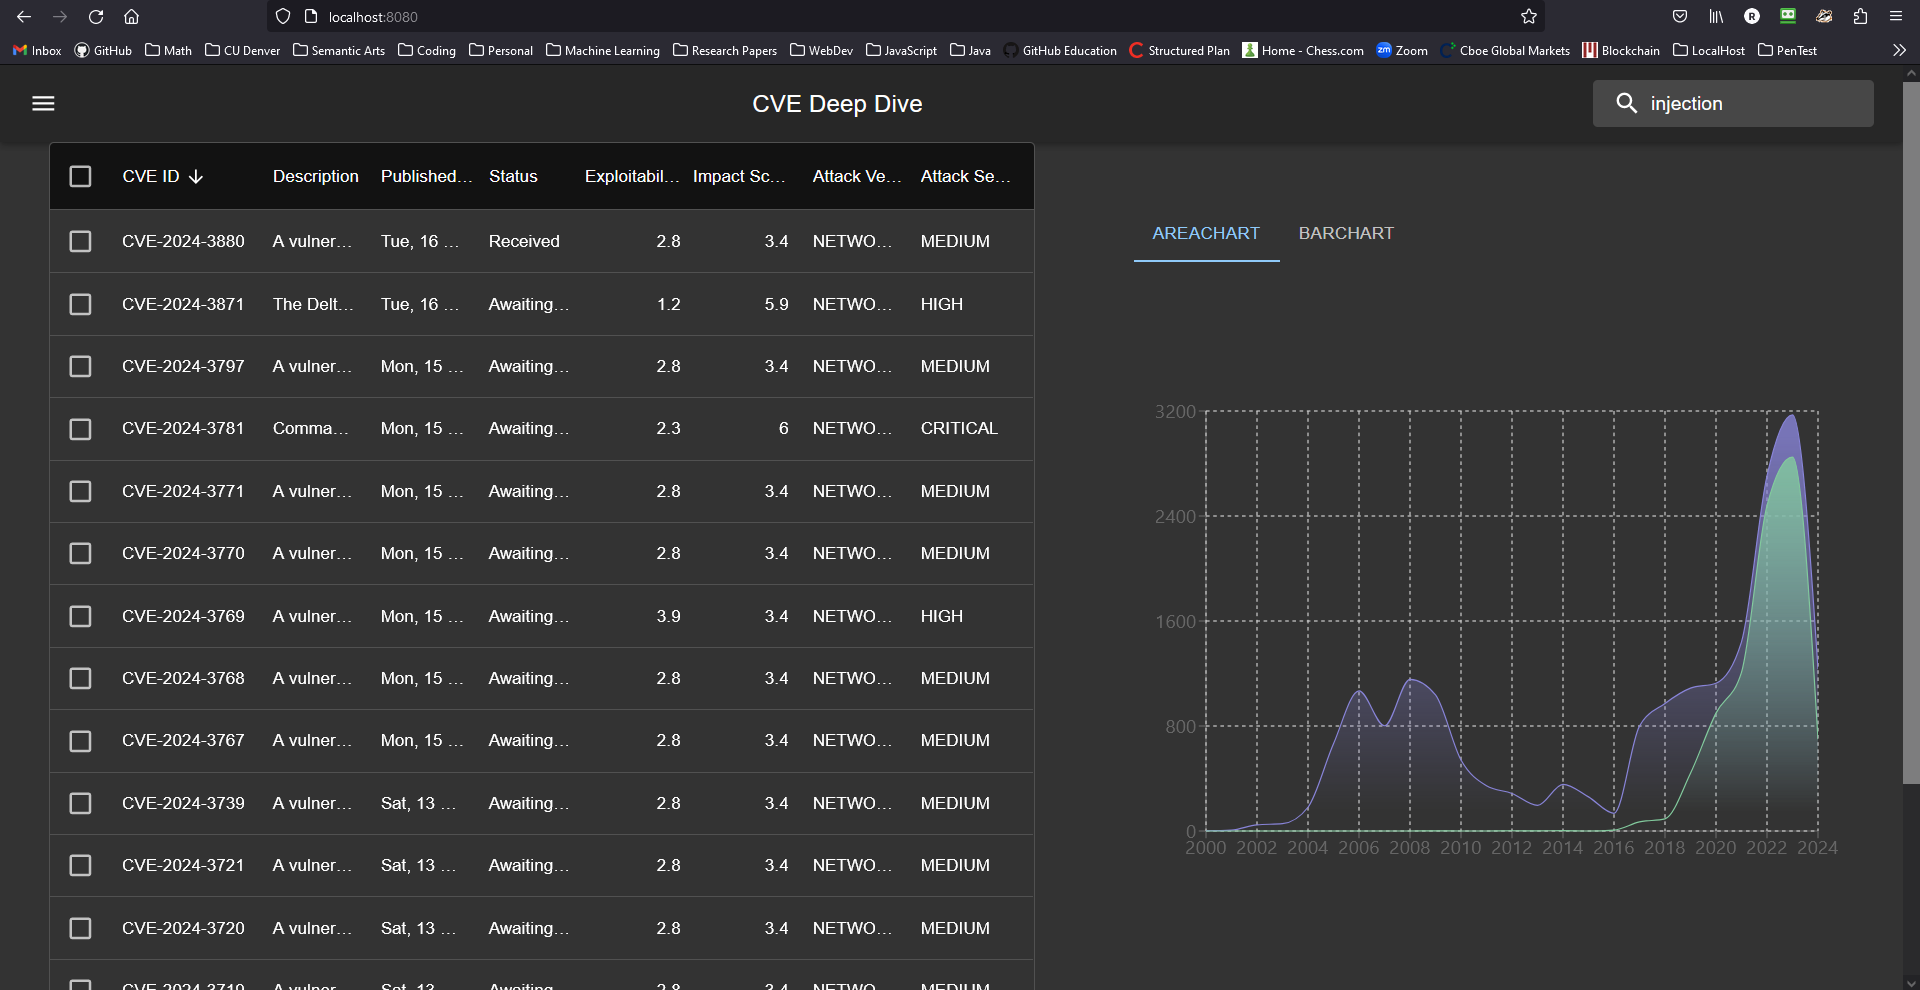 localhost:8080
Inbox GitHub Math CU Denver Semantic Arts Coding Personal Machine Learning Research Papers WebDev JavaScript Java GitHub Education Structured Plan Home - Chess.com Zoom Cboe Global Markets Blockchain LocalHost PenTest
CVE Deep Dive
injection
CVE ID Description Published... Status Exploitabil... Impact Sc... Attack Ve... Attack Se...
CVE-2024-3880 A vulner... Tue, 16 ... Received 2.8 3.4 NETWO... MEDIUM
CVE-2024-3871 The Delt... Tue, 16 ... Awaiting... 1.2 5.9 NETWO... HIGH
CVE-2024-3797 A vulner... Mon, 15 ... Awaiting... 2.8 3.4 NETWO... MEDIUM
CVE-2024-3781 Comma... Mon, 15 ... Awaiting... 2.3 6 NETWO... CRITICAL
CVE-2024-3771 A vulner... Mon, 15 ... Awaiting... 2.8 3.4 NETWO... MEDIUM
CVE-2024-3770 A vulner... Mon, 15 ... Awaiting... 2.8 3.4 NETWO... MEDIUM
CVE-2024-3769 A vulner... Mon, 15 ... Awaiting... 3.9 3.4 NETWO... HIGH
CVE-2024-3768 A vulner... Mon, 15 ... Awaiting... 2.8 3.4 NETWO... MEDIUM
CVE-2024-3767 A vulner... Mon, 15 ... Awaiting... 2.8 3.4 NETWO... MEDIUM
CVE-2024-3739 A vulner... Sat, 13 ... Awaiting... 2.8 3.4 NETWO... MEDIUM
CVE-2024-3721 A vulner... Sat, 13 ... Awaiting... 2.8 3.4 NETWO... MEDIUM
CVE-2024-3720 A vulner... Sat, 13 ... Awaiting... 2.8 3.4 NETWO... MEDIUM
CVE-2024-3719 A vulner... Sat, 13 ... Awaiting... 2.8 3.4 NETWO... MEDIUM
AREACHART BARCHART
3200
2400
1600
800
0
2000 2002 2004 2006 2008 2010 2012 2014 2016 2018 2020 2022 2024